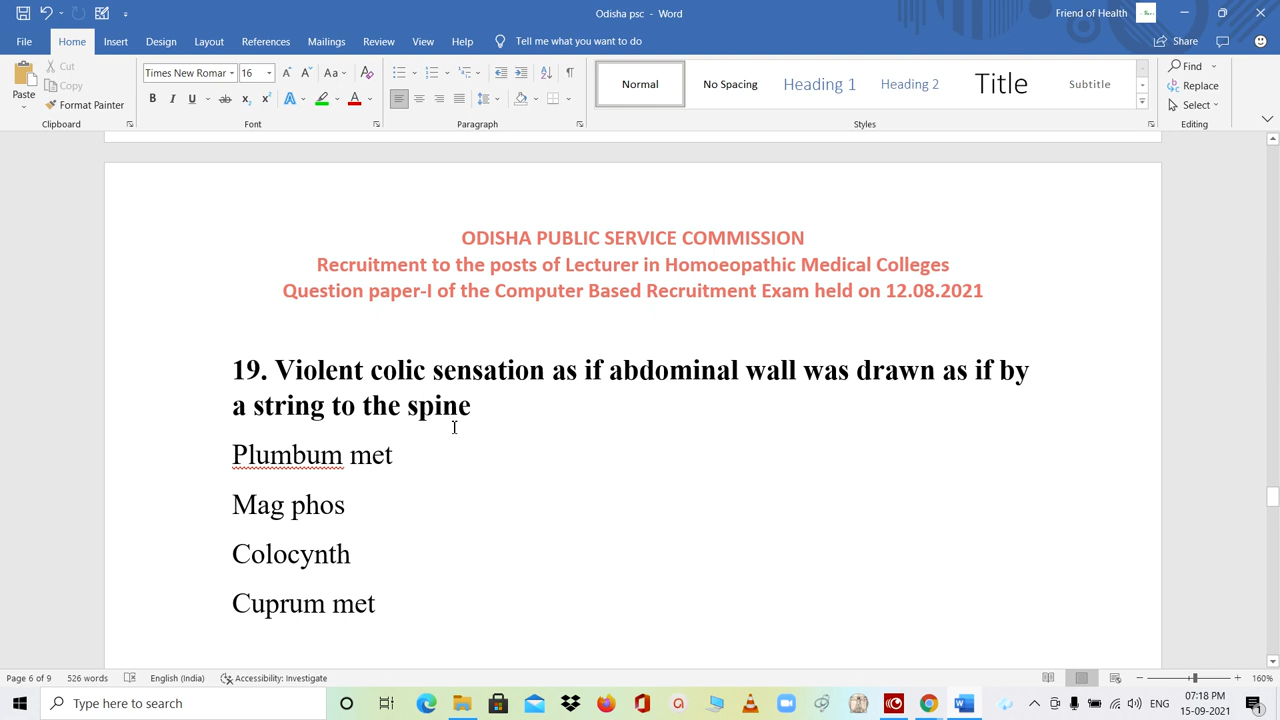 Odisha psc - Word
Friend of Health
File Home Insert Design Layout References Mailings Review View Help Tell me what you want to do Share
Paste Cut Copy Format Painter
Times New Romar 16
Normal No Spacing Heading 1 Heading 2 Title Subtitle
Find Replace Select
Clipboard Font Paragraph Styles Editing
ODISHA PUBLIC SERVICE COMMISSION
Recruitment to the posts of Lecturer in Homoeopathic Medical Colleges
Question paper-I of the Computer Based Recruitment Exam held on 12.08.2021
19. Violent colic sensation as if abdominal wall was drawn as if by
a string to the spine
Plumbum met
Mag phos
Colocynth
Cuprum met
Page 6 of 9 526 words English (India) Accessibility: Investigate 160%
Type here to search
ENG 07:18 PM
15-09-2021